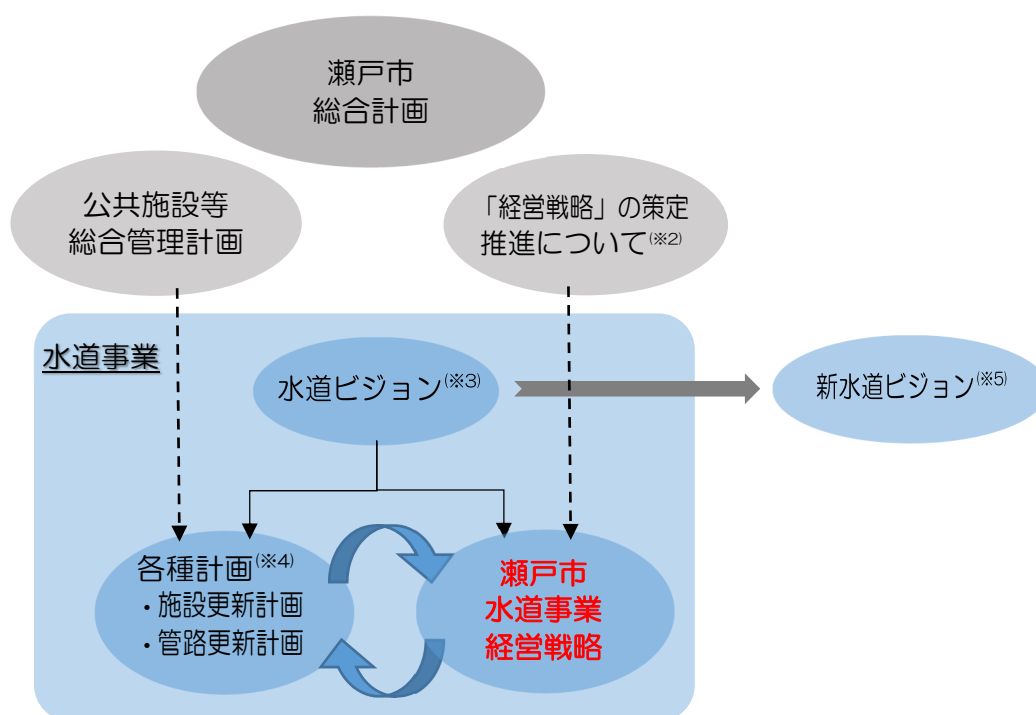 瀬戸市
総合計画
公共施設等
総合管理計画
「経営戦略」の策定
推進について(※2)
水道事業
水道ビジョン(※3)
新水道ビジョン(※5)
各種計画(※4)
・施設更新計画
・管路更新計画
瀬戸市
水道事業
経営戦略